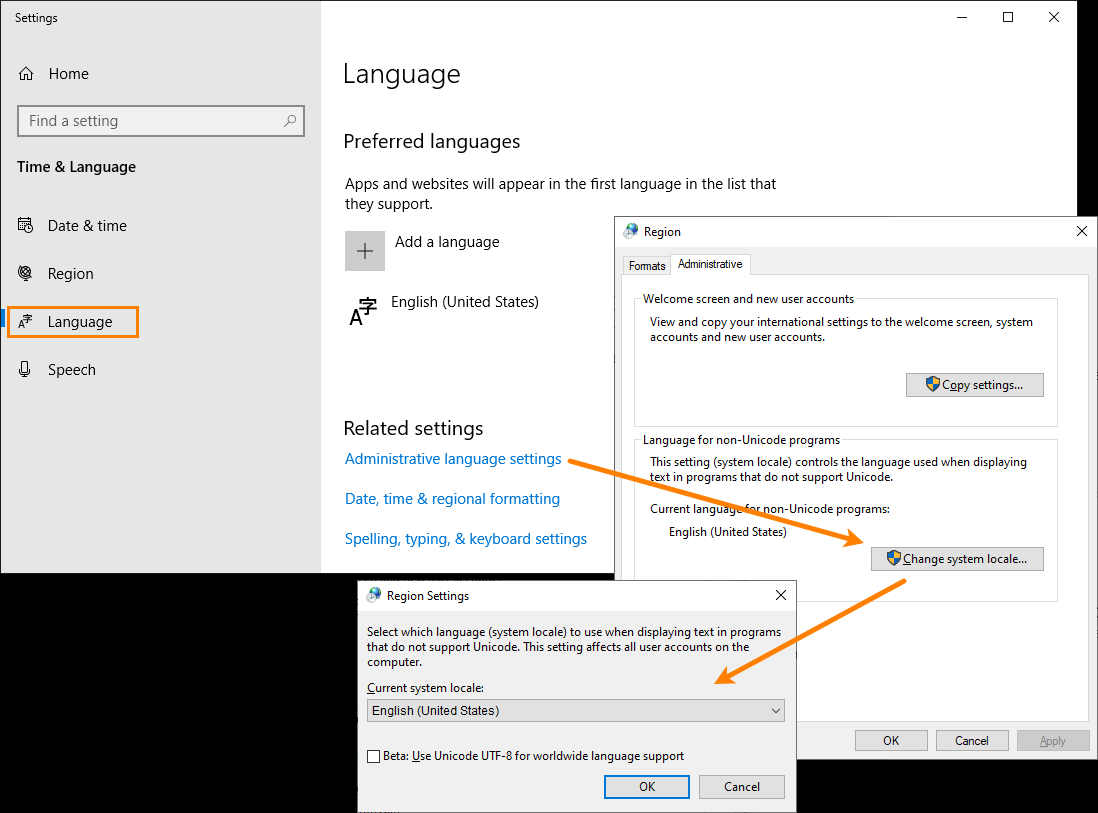 Settings
Home
Find a setting
Time & Language
Date & time
Region
Language
Speech
Language
Preferred languages
Apps and websites will appear in the first language in the list that
they support.
Add a language
English (United States)
Related settings
Administrative language settings
Date, time & regional formatting
Spelling, typing, & keyboard settings
Region
Formats
Administrative
Welcome screen and new user accounts
View and copy your international settings to the welcome screen, system
accounts and new user accounts.
Copy settings...
Language for non-Unicode programs
This setting (system locale) controls the language used when displaying
text in programs that do not support Unicode.
Current language for non-Unicode programs:
English (United States)
Change system locale...
OK
Cancel
Apply
Region Settings
Select which language (system locale) to use when displaying text in programs
that do not support Unicode. This setting affects all user accounts on the
computer.
Current system locale:
English (United States)
Beta: Use Unicode UTF-8 for worldwide language support
OK
Cancel